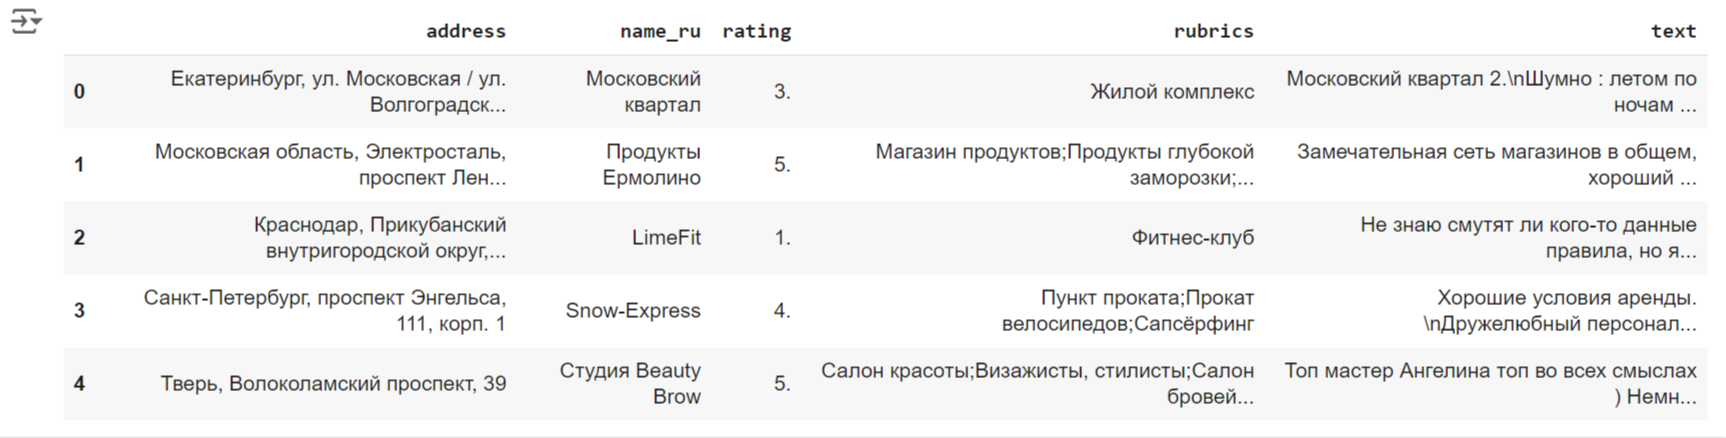 address name_ru rating rubrics text
0 Екатеринбург, ул. Московская / ул. Волгоградск... Московский квартал 3. Жилой комплекс Московский квартал 2.\nШумно : летом по ночам ...
1 Московская область, Электросталь, проспект Лен... Продукты Ермолино 5. Магазин продуктов;Продукты глубокой заморозки;... Замечательная сеть магазинов в общем, хороший ...
2 Краснодар, Прикубанский внутригородской округ,... LimeFit 1. Фитнес-клуб Не знаю смутят ли кого-то данные правила, но я...
3 Санкт-Петербург, проспект Энгельса, 111, корп. 1 Snow-Express 4. Пункт проката;Прокат велосипедов;Сапсёрфинг Хорошие условия аренды. \nДружелюбный персонал...
4 Тверь, Волоколамский проспект, 39 Студия Beauty Brow 5. Салон красоты;Визажисты, стилисты;Салон бровей... Топ мастер Ангелина топ во всех смыслах ) Немн...